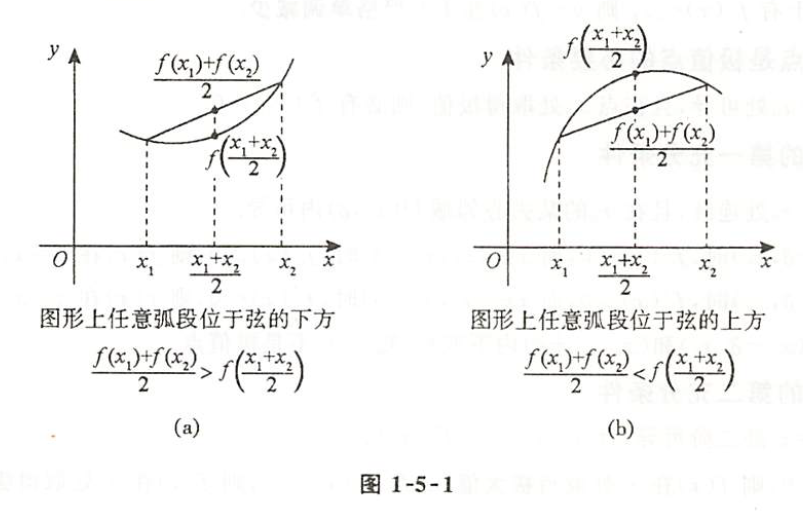 y
\frac{f(x_1)+f(x_2)}{2}
f\left(\frac{x_1+x_2}{2}\right)
O
x_1
\frac{x_1+x_2}{2}
x_2
x
图形上任意弧段位于弦的下方
\frac{f(x_1)+f(x_2)}{2}>f\left(\frac{x_1+x_2}{2}\right)
(a)
f\left(\frac{x_1+x_2}{2}\right)
y
\frac{f(x_1)+f(x_2)}{2}
O
x_1
\frac{x_1+x_2}{2}
x_2
x
图形上任意弧段位于弦的上方
\frac{f(x_1)+f(x_2)}{2}<f\left(\frac{x_1+x_2}{2}\right)
(b)
图 1-5-1